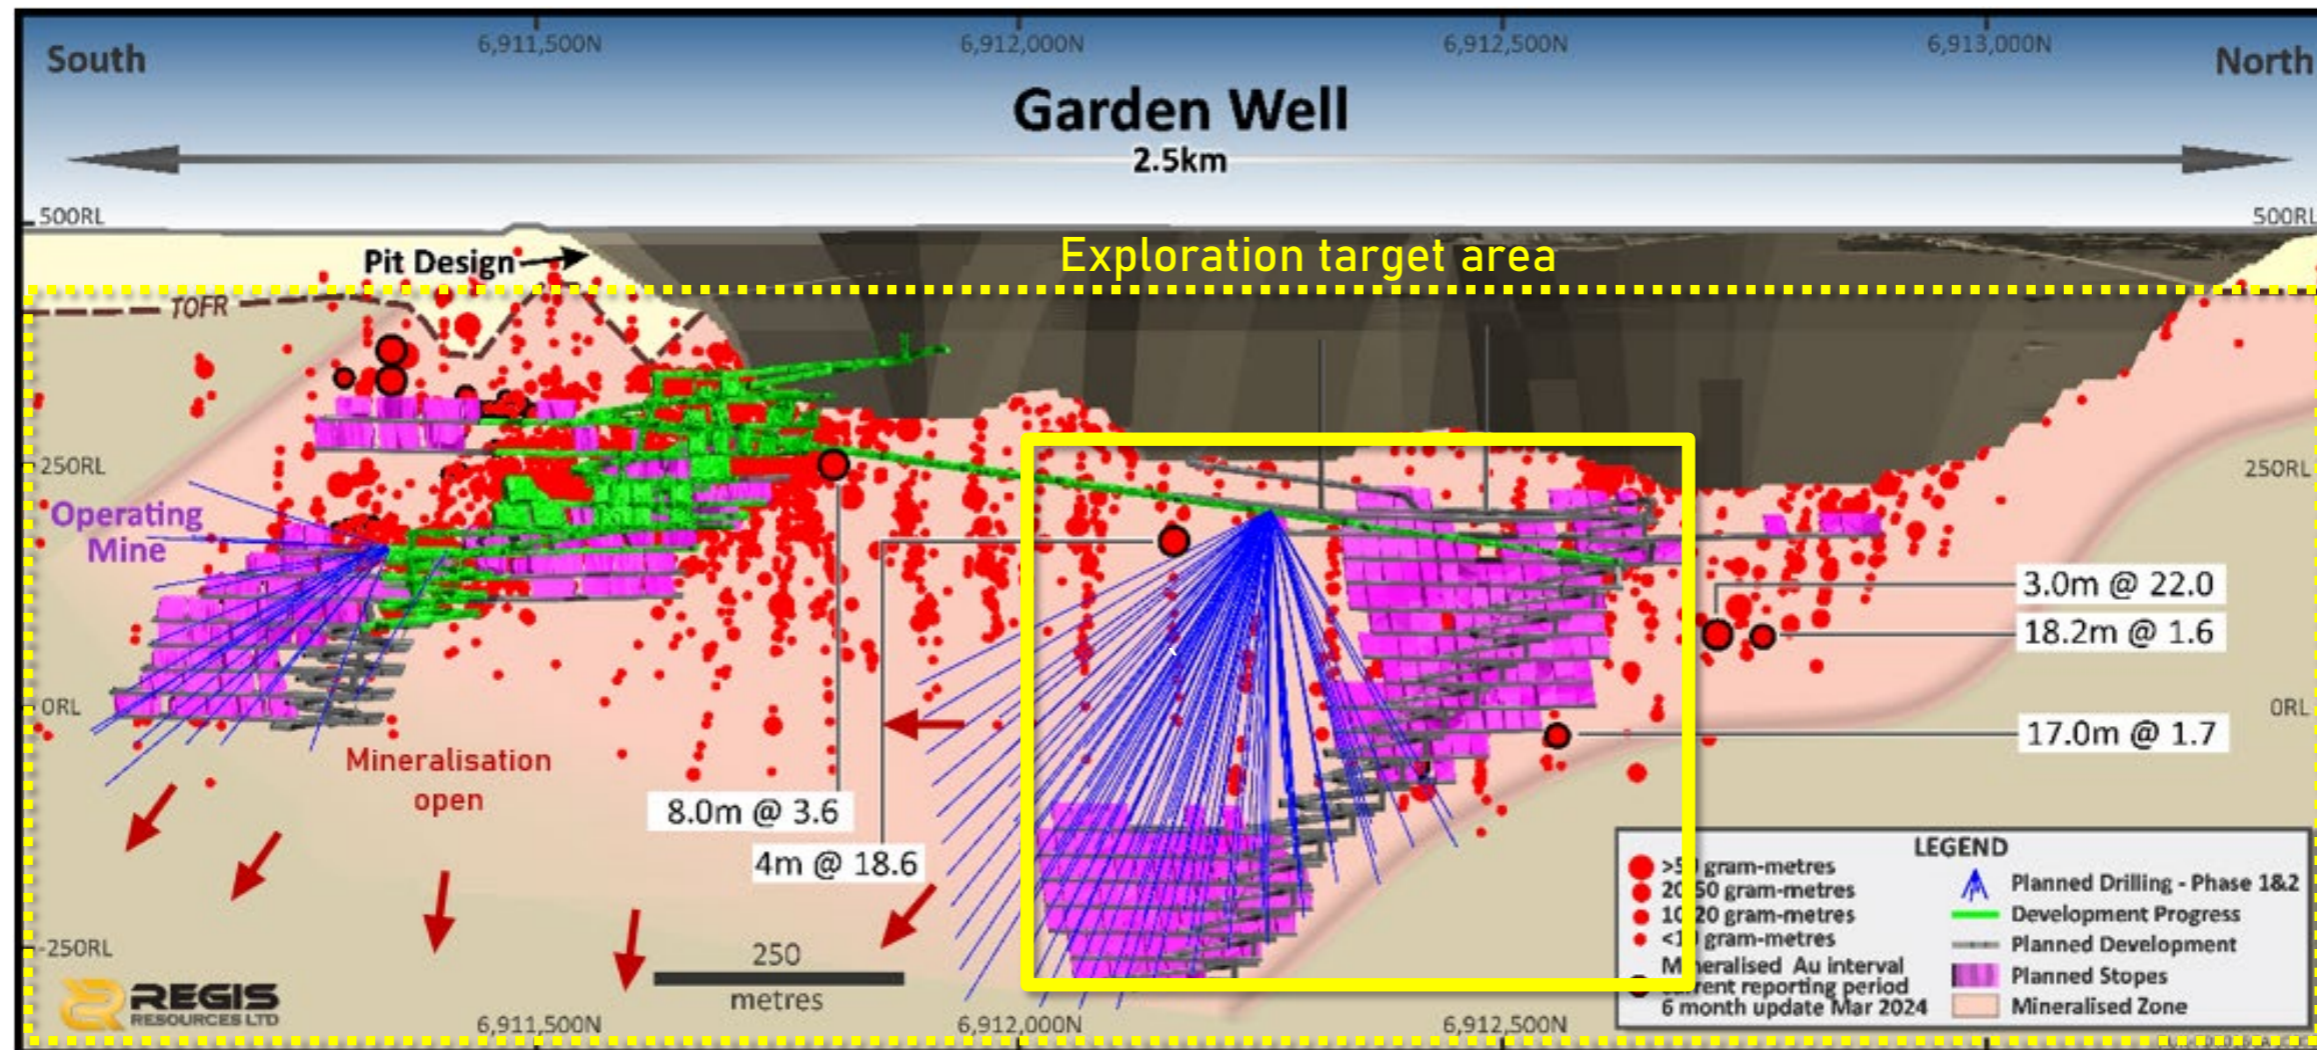 6,911,500N 6,912,000N 6,912,500N 6,913,000N
South North
Garden Well
2.5km
500RL 500RL
Pit Design
Exploration target area
TOFR
250RL 250RL
Operating
Mine
3.0m @ 22.0
18.2m @ 1.6
0RL 0RL
17.0m @ 1.7
Mineralisation
open
8.0m @ 3.6
4m @ 18.6
-250RL
250
metres
REGIS
RESOURCES LTD
6,911,500N 6,912,000N 6,912,500N
LEGEND
gram-metres
gram-metres
gram-metres
gram-metres
Au interval
reporting period
6 month update Mar 2024
Planned Drilling - Phase 1&2
Development Progress
Planned Development
Planned Stopes
Mineralised Zone